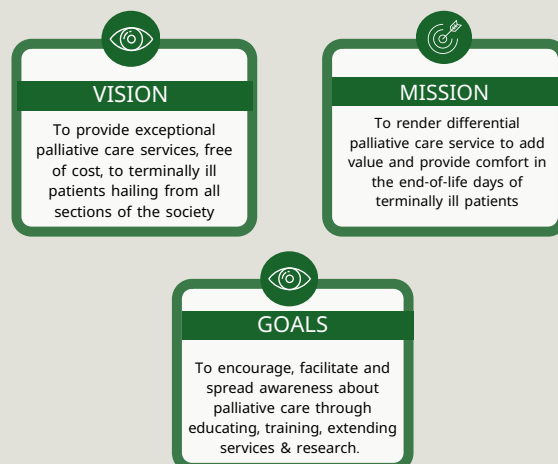 VISION
To provide exceptional
palliative care services, free
of cost, to terminally ill
patients hailing from all
sections of the society
MISSION
To render differential
palliative care service to add
value and provide comfort in
the end-of-life days of
terminally ill patients
GOALS
To encourage, facilitate and
spread awareness about
palliative care through
educating, training, extending
services & research.